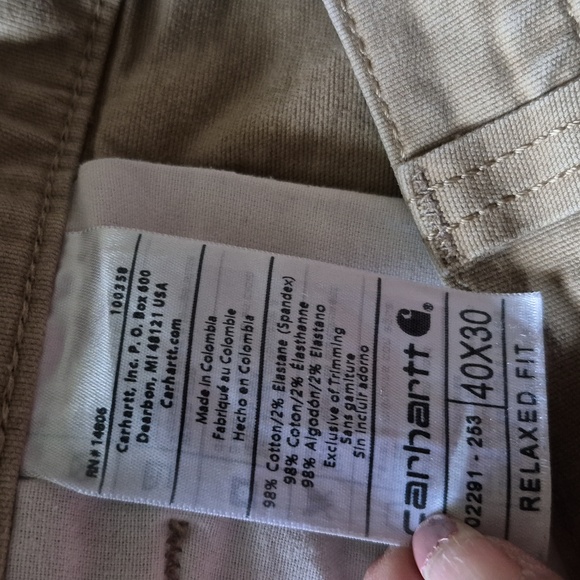 RN# 14806 100358
Carhartt, Inc. P.O. Box 600
Dearbon, MI 48121 USA
Carhartt.com
Made in Colombia
Fabriqué au Colombie
Hecho en Colombia
98% Cotton/2% Elastane (Spandex)
98% Coton/2% Élasthanne
98% Algodón/2% Elastano
Exclusive of Trimming
Sans garniture
Sin incluir adorno
carhartt
02291 - 253 40X30
RELAXED FIT